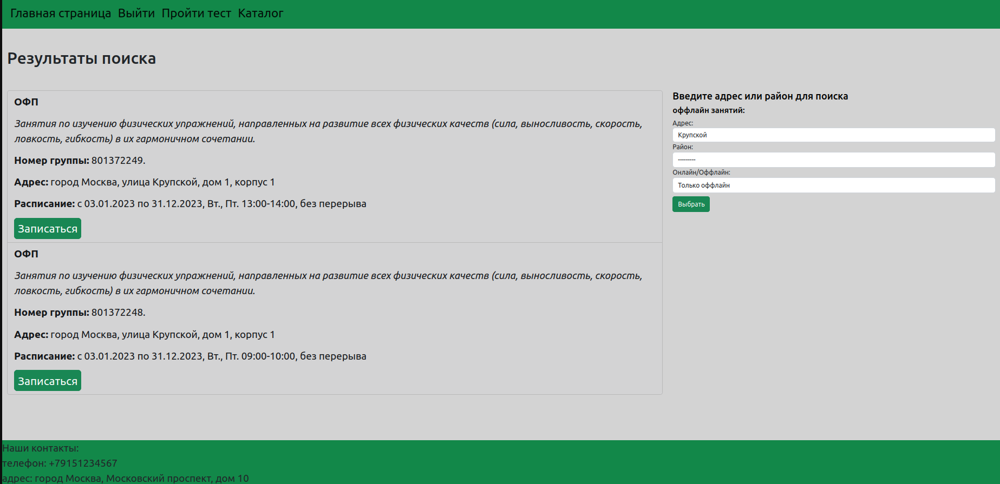 Главная страница Выйти Пройти тест Каталог
Результаты поиска
ОФП
Занятия по изучению физических упражнений, направленных на развитие всех физических качеств (сила, выносливость, скорость,
ловкость, гибкость) в их гармоничном сочетании.
Номер группы: 801372249.
Адрес: город Москва, улица Крупской, дом 1, корпус 1
Расписание: с 03.01.2023 по 31.12.2023, Вт., Пт. 13:00-14:00, без перерыва
Записаться
ОФП
Занятия по изучению физических упражнений, направленных на развитие всех физических качеств (сила, выносливость, скорость,
ловкость, гибкость) в их гармоничном сочетании.
Номер группы: 801372248.
Адрес: город Москва, улица Крупской, дом 1, корпус 1
Расписание: с 03.01.2023 по 31.12.2023, Вт., Пт. 09:00-10:00, без перерыва
Записаться
Введите адрес или район для поиска
оффлайн занятий:
Адрес:
Крупской
Район:
---------
Онлайн/Оффлайн:
Только оффлайн
Выбрать
Наши контакты:
телефон: +79151234567
адрес: город Москва, Московский проспект, дом 10